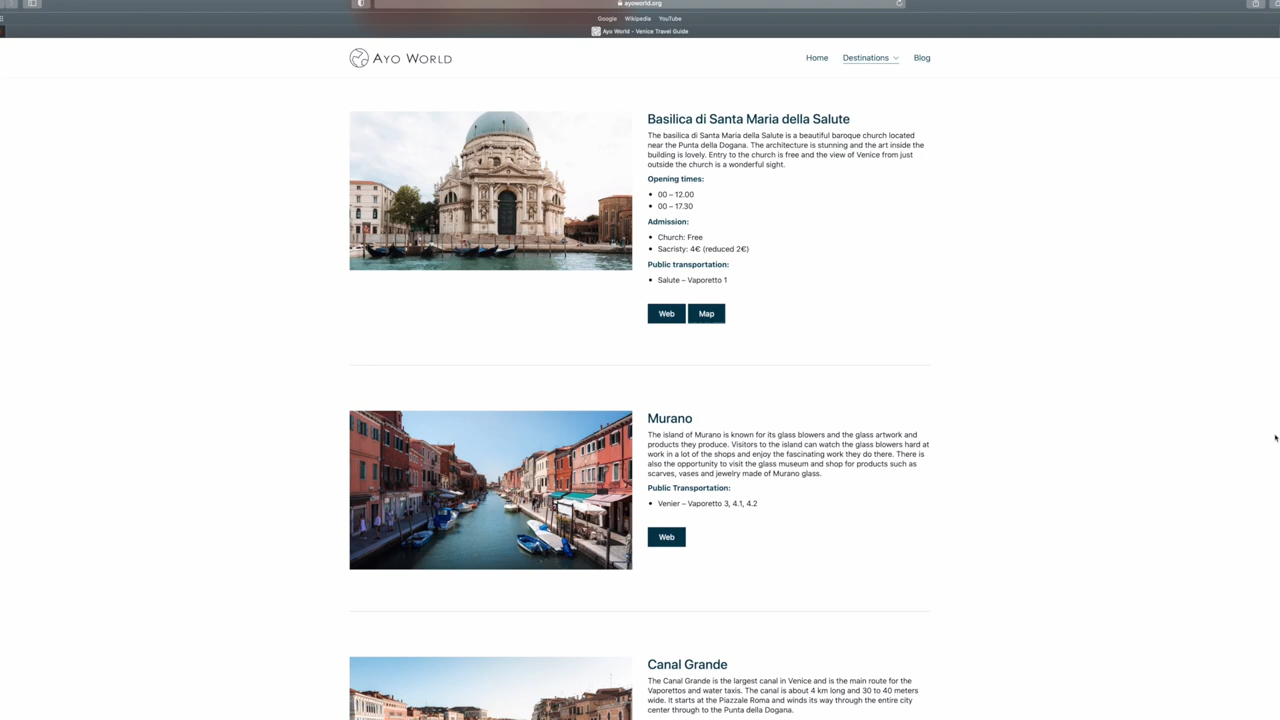 ayoworld.org
Google Wikipedia YouTube
Ayo World - Venice Travel Guide
AYO WORLD
Home Destinations Blog
Basilica di Santa Maria della Salute
The basilica di Santa Maria della Salute is a beautiful baroque church located
near the Punta della Dogana. The architecture is stunning and the art inside the
building is lovely. Entry to the church is free and the view of Venice from just
outside the church is a wonderful sight.
Opening times:
• 00 – 12.00
• 00 – 17.30
Admission:
• Church: Free
• Sacristy: 4€ (reduced 2€)
Public transportation:
• Salute – Vaporetto 1
Web Map
Murano
The island of Murano is known for its glass blowers and the glass artwork and
products they produce. Visitors to the island can watch the glass blowers hard at
work in a lot of the shops and enjoy the fascinating work they do there. There is
also the opportunity to visit the glass museum and shop for products such as
scarves, vases and jewelry made of Murano glass.
Public Transportation:
• Venier – Vaporetto 3, 4.1, 4.2
Web
Canal Grande
The Canal Grande is the largest canal in Venice and is the main route for the
Vaporettos and water taxis. The canal is about 4 km long and 30 to 40 meters
wide. It starts at the Piazzale Roma and winds its way through the entire city
center through to the Punta della Dogana.